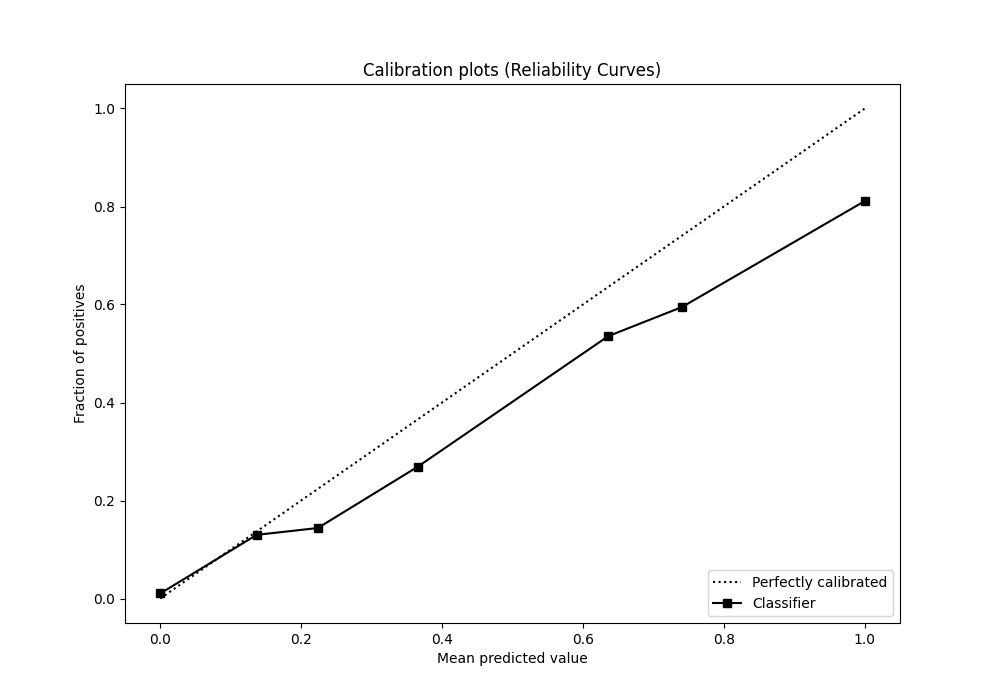 Calibration plots (Reliability Curves)
1.0
0.8
0.6
0.4
0.2
0.0
Fraction of positives
0.0 0.2 0.4 0.6 0.8 1.0
Mean predicted value
Perfectly calibrated
Classifier